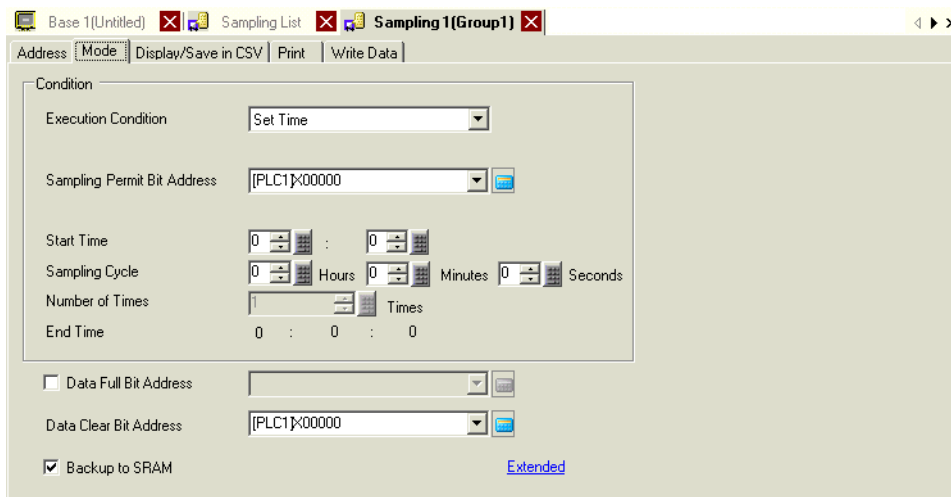 Base 1(Untitled) Sampling List Sampling 1(Group1)
Address Mode Display/Save in CSV Print Write Data
Condition
Execution Condition Set Time
Sampling Permit Bit Address [PLC1]X00000
Start Time 0 : 0
Sampling Cycle 0 Hours 0 Minutes 0 Seconds
Number of Times 1 Times
End Time 0 : 0 : 0
Data Full Bit Address
Data Clear Bit Address [PLC1]X00000
Backup to SRAM Extended